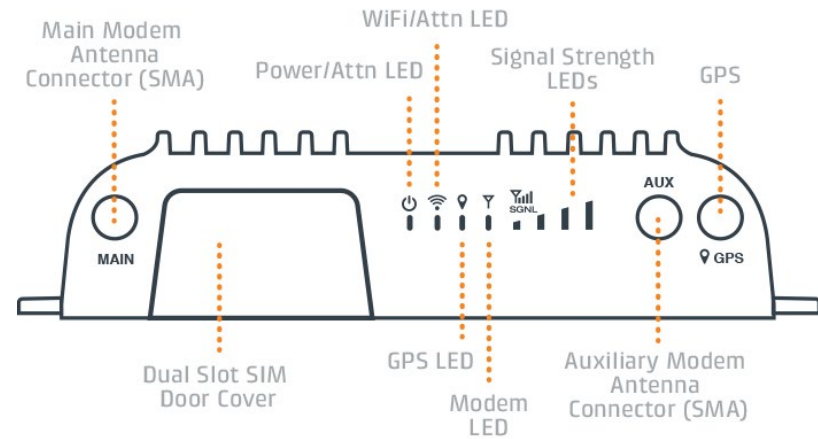 WiFi/Attn LED
Main Modem
Antenna
Connector (SMA)
Power/Attn LED
Signal Strength
LEDs
GPS
SGNL
AUX
MAIN
GPS
Dual Slot SIM
Door Cover
GPS LED
Modem
LED
Auxiliary Modem
Antenna
Connector (SMA)